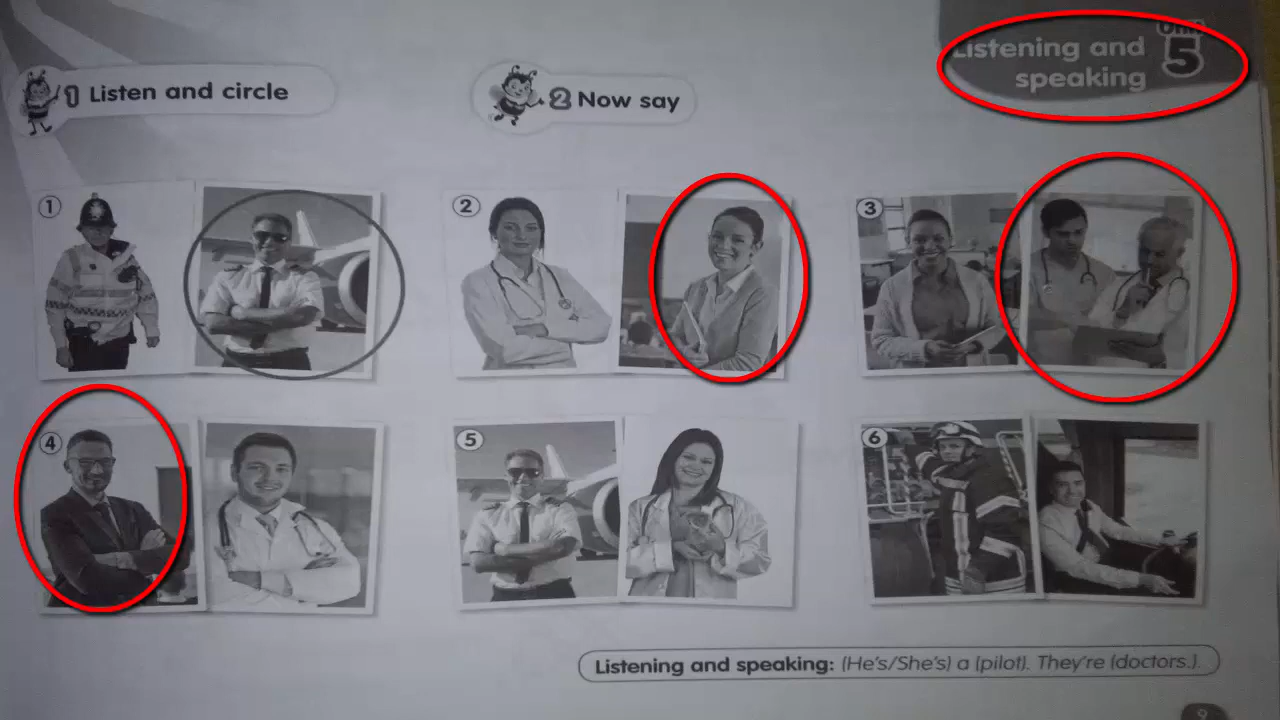 Unit
Listening and
speaking
5
1 Listen and circle
2 Now say
1
2
3
4
5
6
Listening and speaking: (He's/She's) a (pilot). They're (doctors.).
9